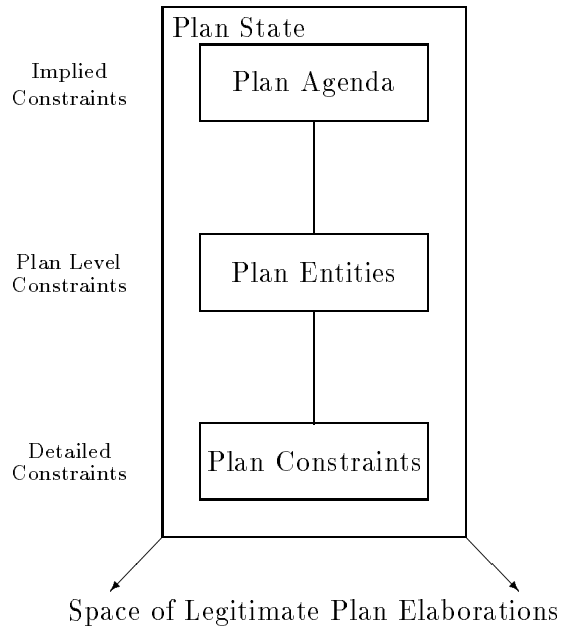 Plan State
Implied
Constraints
Plan Agenda
Plan Level
Constraints
Plan Entities
Detailed
Constraints
Plan Constraints
Space of Legitimate Plan Elaborations